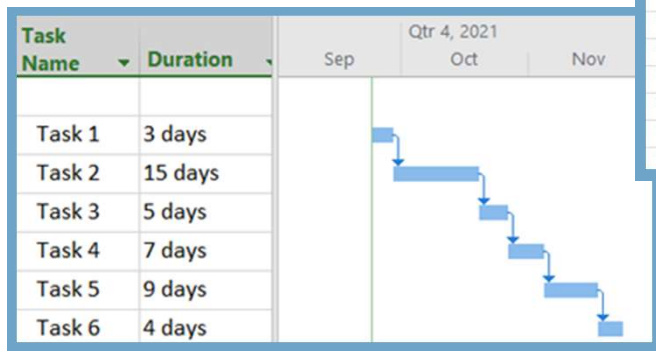 Task Name Duration
Qtr 4, 2021
Sep Oct Nov
Task 1 3 days
Task 2 15 days
Task 3 5 days
Task 4 7 days
Task 5 9 days
Task 6 4 days